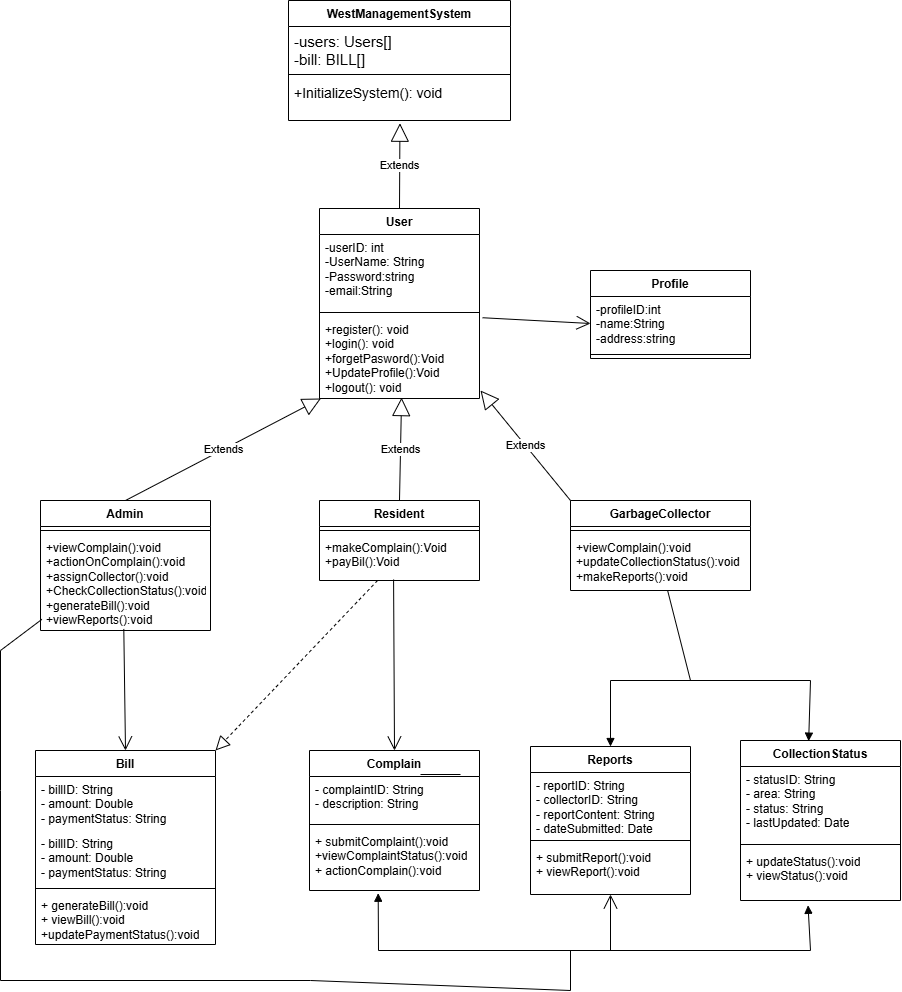 WestManagementSystem
-users: Users[]
-bill: BILL[]
+InitializeSystem(): void
Extends
User
-userID: int
-UserName: String
-Password:string
-email:String
+register(): void
+login(): void
+forgetPasword():Void
+UpdateProfile():Void
+logout(): void
Profile
-profileID:int
-name:String
-address:string
Extends
Extends
Extends
Admin
+viewComplain():void
+actionOnComplain():void
+assignCollector():void
+CheckCollectionStatus():void
+generateBill():void
+viewReports():void
Resident
+makeComplain():Void
+payBil():Void
GarbageCollector
+viewComplain():void
+updateCollectionStatus():void
+makeReports():void
Bill
- billID: String
- amount: Double
- paymentStatus: String
- billID: String
- amount: Double
- paymentStatus: String
+ generateBill():void
+ viewBill():void
+updatePaymentStatus():void
Complain
- complaintID: String
- description: String
+ submitComplaint():void
+viewComplaintStatus():void
+ actionComplain():void
Reports
- reportID: String
- collectorID: String
- reportContent: String
- dateSubmitted: Date
+ submitReport():void
+ viewReport():void
CollectionStatus
- statusID: String
- area: String
- status: String
- lastUpdated: Date
+ updateStatus():void
+ viewStatus():void